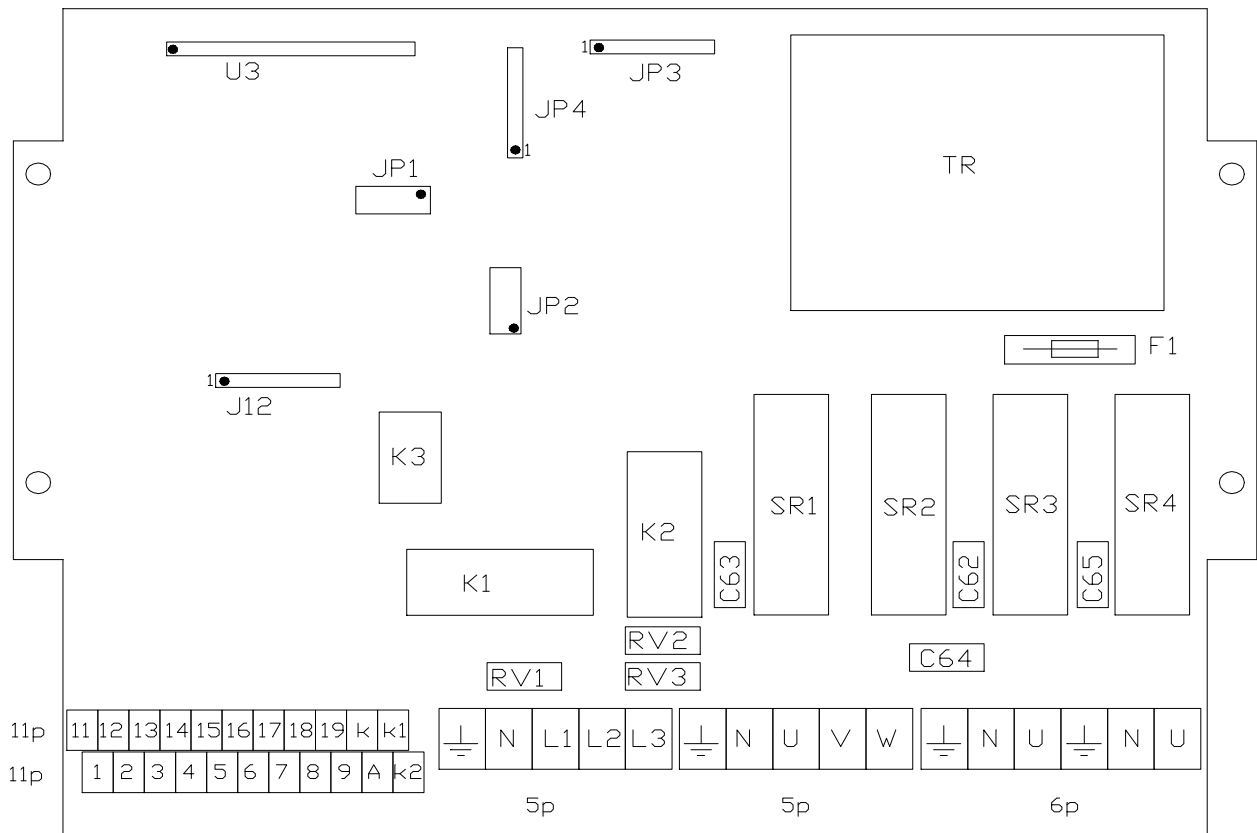 U3
1
JP3
JP4
1
JP1
TR
JP2
F1
1
J12
K3
SR1
SR2
SR3
SR4
K2
K1
C63
C62
C65
RV2
RV1
RV3
C64
11p
11 12 13 14 15 16 17 18 19 k k1
N L1 L2 L3
N U V W
N U N U
11p
1 2 3 4 5 6 7 8 9 A k2
5p
5p
6p